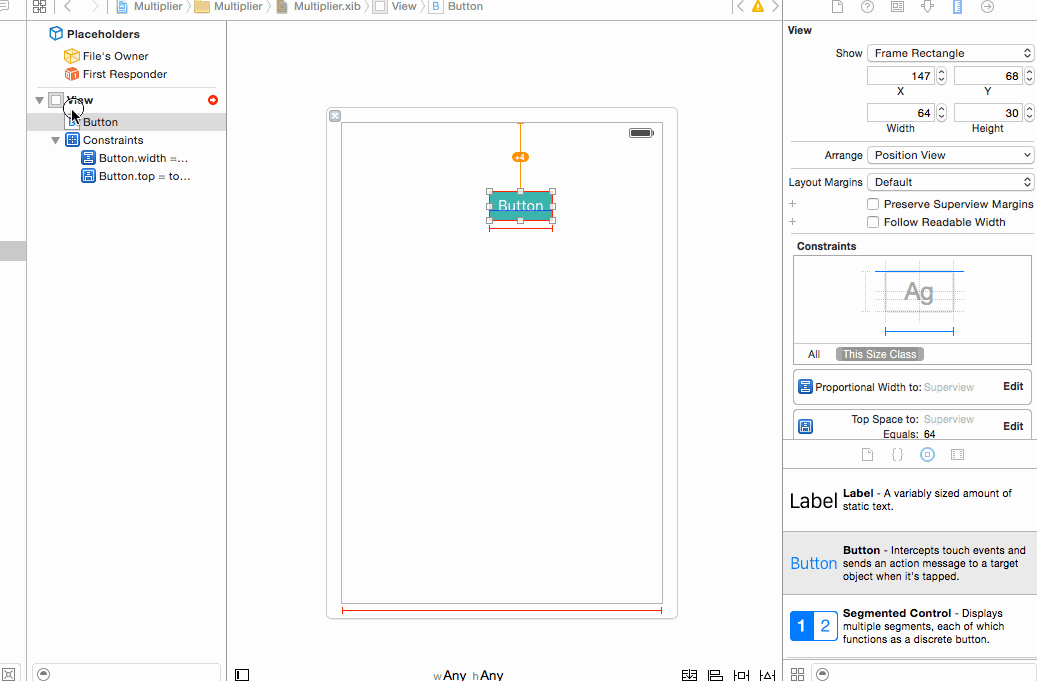 Multiplier
Multiplier
Multiplier.xib
View
B Button
Placeholders
File's Owner
First Responder
View
Button
Constraints
Button.width =...
Button.top = to...
+4
Button
wAny hAny
View
Show Frame Rectangle
147 68
X Y
64 30
Width Height
Arrange Position View
Layout Margins Default
Preserve Superview Margins
Follow Readable Width
Constraints
Ag
All This Size Class
Proportional Width to: Superview Edit
Top Space to: Superview Edit
Equals: 64
Label Label - A variably sized amount of
static text.
Button Button - Intercepts touch events and
sends an action message to a target
object when it's tapped.
1 2 Segmented Control - Displays
multiple segments, each of which
functions as a discrete button.